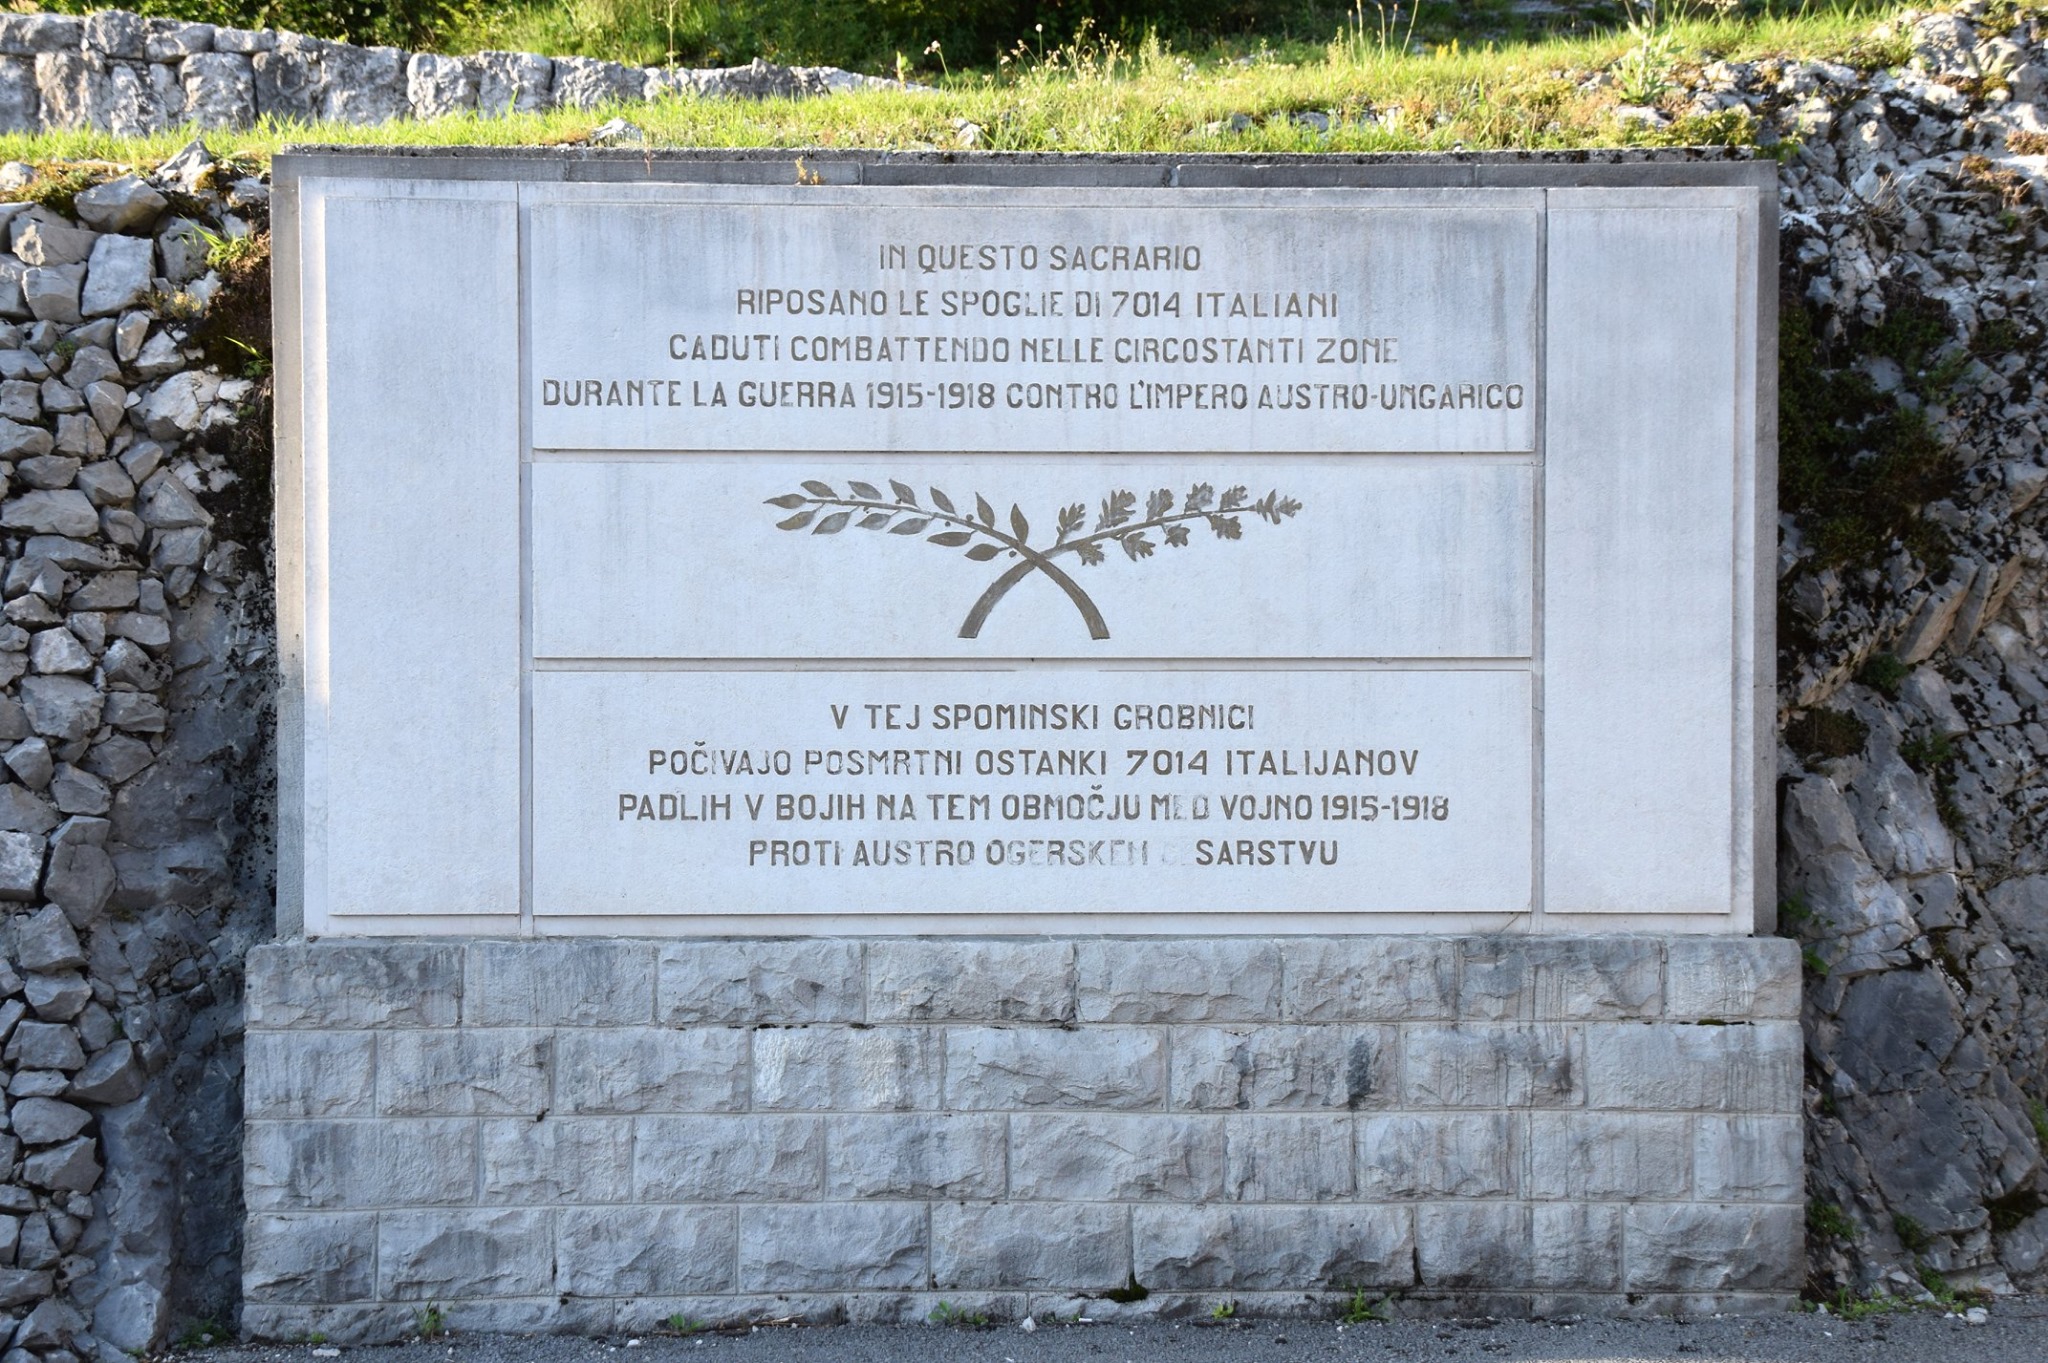 IN QUESTO SACRARIO
RIPOSANO LE SPOGLIE DI 7014 ITALIANI
CADUTI COMBATTENDO NELLE CIRCOSTANTI ZONE
DURANTE LA GUERRA 1915-1918 CONTRO L'IMPERO AUSTRO-UNGARICO
V TEJ SPOMINSKI GROBNICI
POČIVAJO POSMRTNI OSTANKI 7014 ITALIJANOV
PADLIH V BOJIH NA TEM OBMOČJU MED VOJNO 1915-1918
PROTI AUSTRO OGERSKEM